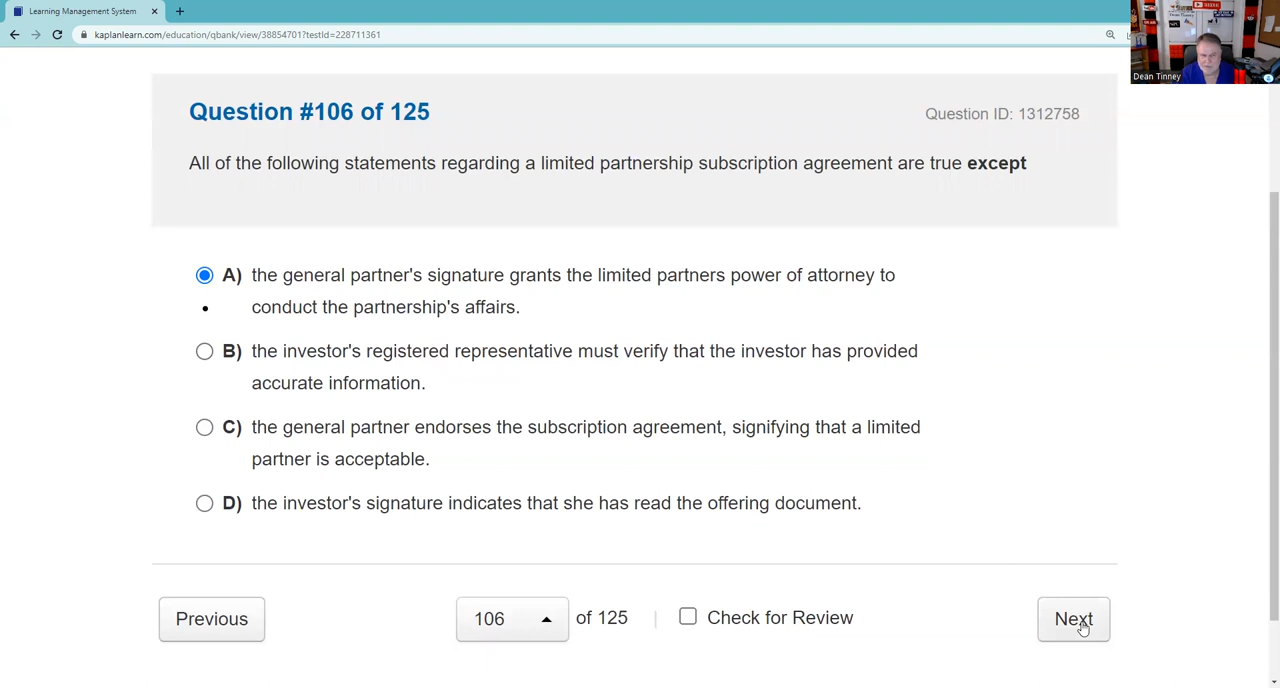 Learning Management System
kaplanlearn.com/education/qbank/view/38854701?testId=228711361
Dean Tinney
Question #106 of 125
Question ID: 1312758
All of the following statements regarding a limited partnership subscription agreement are true except
A) the general partner's signature grants the limited partners power of attorney to
conduct the partnership's affairs.
B) the investor's registered representative must verify that the investor has provided
accurate information.
C) the general partner endorses the subscription agreement, signifying that a limited
partner is acceptable.
D) the investor's signature indicates that she has read the offering document.
Previous
106
of 125
Check for Review
Next